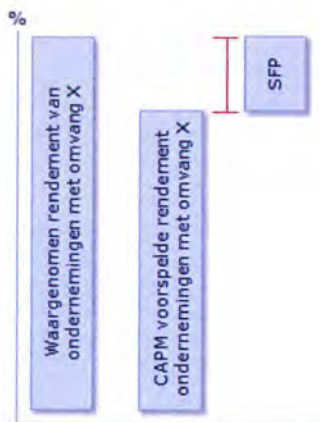 %
Waargenomen rendement van
ondernemingen met omvang X
CAPM voorspelde rendement
ondernemingen met omvang X
SFP